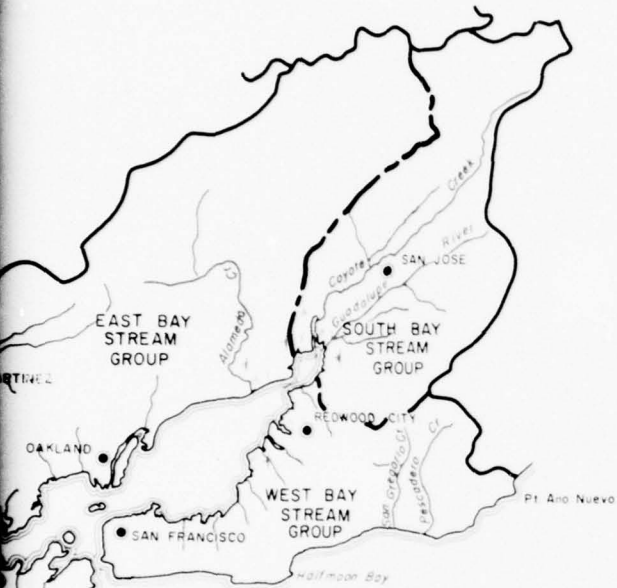 Coyote Creek
SAN JOSE
Guadalupe River
EAST BAY
STREAM
GROUP
Alameda Cr
SOUTH BAY
STREAM
GROUP
RTINEZ
REDWOOD CITY
OAKLAND
San Gregorio Cr
Pescadero Cr
WEST BAY
STREAM
GROUP
Pt. Ano Nuevo
SAN FRANCISCO
Halfmoon Bay